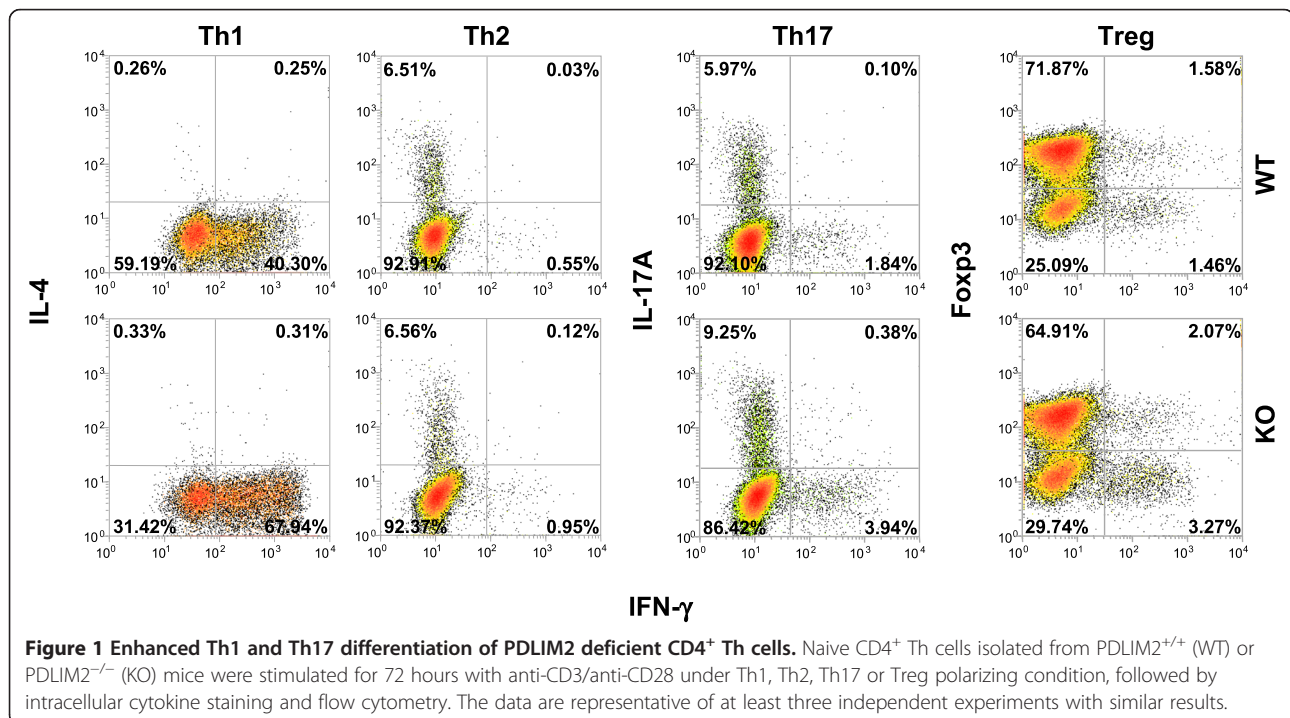 Th1 Th2 Th17 Treg
IL-4
10⁴ 10³ 10² 10¹ 10⁰
0.26% 0.25%
59.19% 40.30%
10⁰ 10¹ 10² 10³ 10⁴
10⁴ 10³ 10² 10¹ 10⁰
6.51% 0.03%
92.91% 0.55%
10⁰ 10¹ 10² 10³ 10⁴
IL-17A
10⁴ 10³ 10² 10¹ 10⁰
5.97% 0.10%
92.10% 1.84%
10⁰ 10¹ 10² 10³ 10⁴
Foxp3
10⁴ 10³ 10² 10¹ 10⁰
71.87% 1.58%
25.09% 1.46%
10⁰ 10¹ 10² 10³ 10⁴
WT
10⁴ 10³ 10² 10¹ 10⁰
0.33% 0.31%
31.42% 67.94%
10⁰ 10¹ 10² 10³ 10⁴
10⁴ 10³ 10² 10¹ 10⁰
6.56% 0.12%
92.37% 0.95%
10⁰ 10¹ 10² 10³ 10⁴
10⁴ 10³ 10² 10¹ 10⁰
9.25% 0.38%
86.42% 3.94%
10⁰ 10¹ 10² 10³ 10⁴
10⁴ 10³ 10² 10¹ 10⁰
64.91% 2.07%
29.74% 3.27%
10⁰ 10¹ 10² 10³ 10⁴
KO
IFN-γ
Figure 1 Enhanced Th1 and Th17 differentiation of PDLIM2 deficient CD4⁺ Th cells. Naive CD4⁺ Th cells isolated from PDLIM2⁺/⁺ (WT) or
PDLIM2⁻/⁻ (KO) mice were stimulated for 72 hours with anti-CD3/anti-CD28 under Th1, Th2, Th17 or Treg polarizing condition, followed by
intracellular cytokine staining and flow cytometry. The data are representative of at least three independent experiments with similar results.